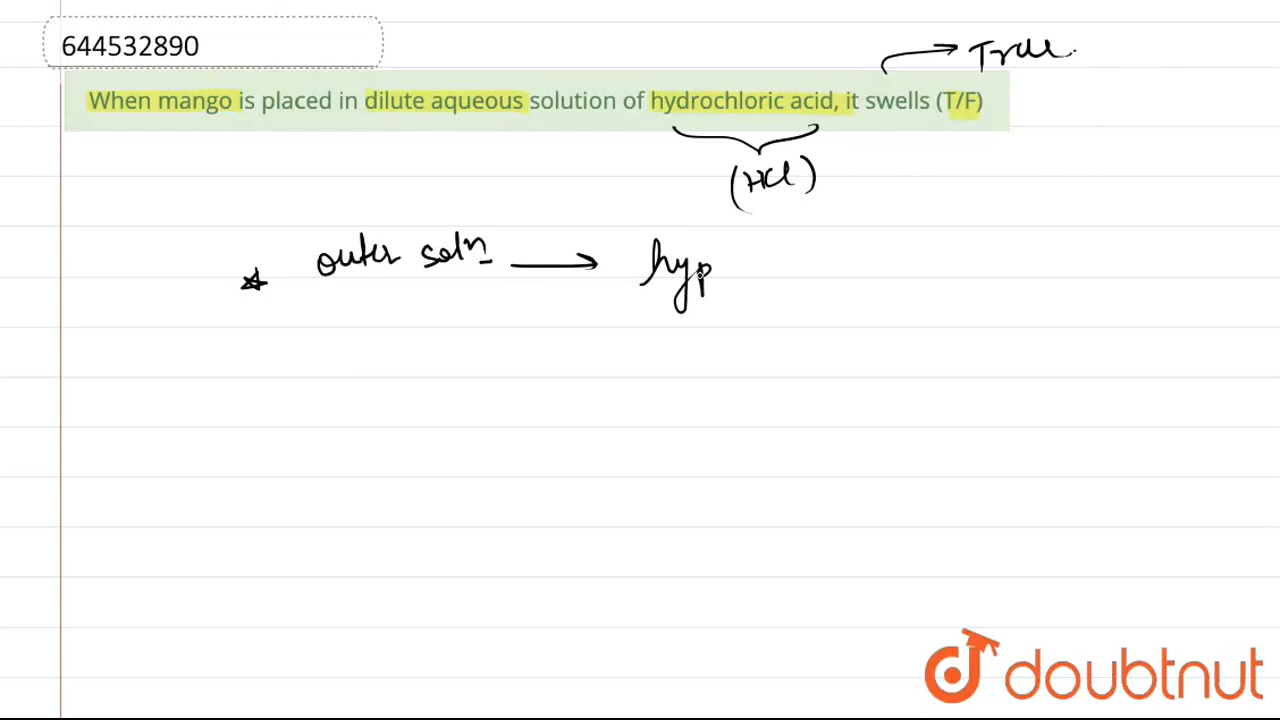 644532890
True.
When mango is placed in dilute aqueous solution of hydrochloric acid, it swells (T/F)
(HCl)
outer soln → hyp
doubtnut